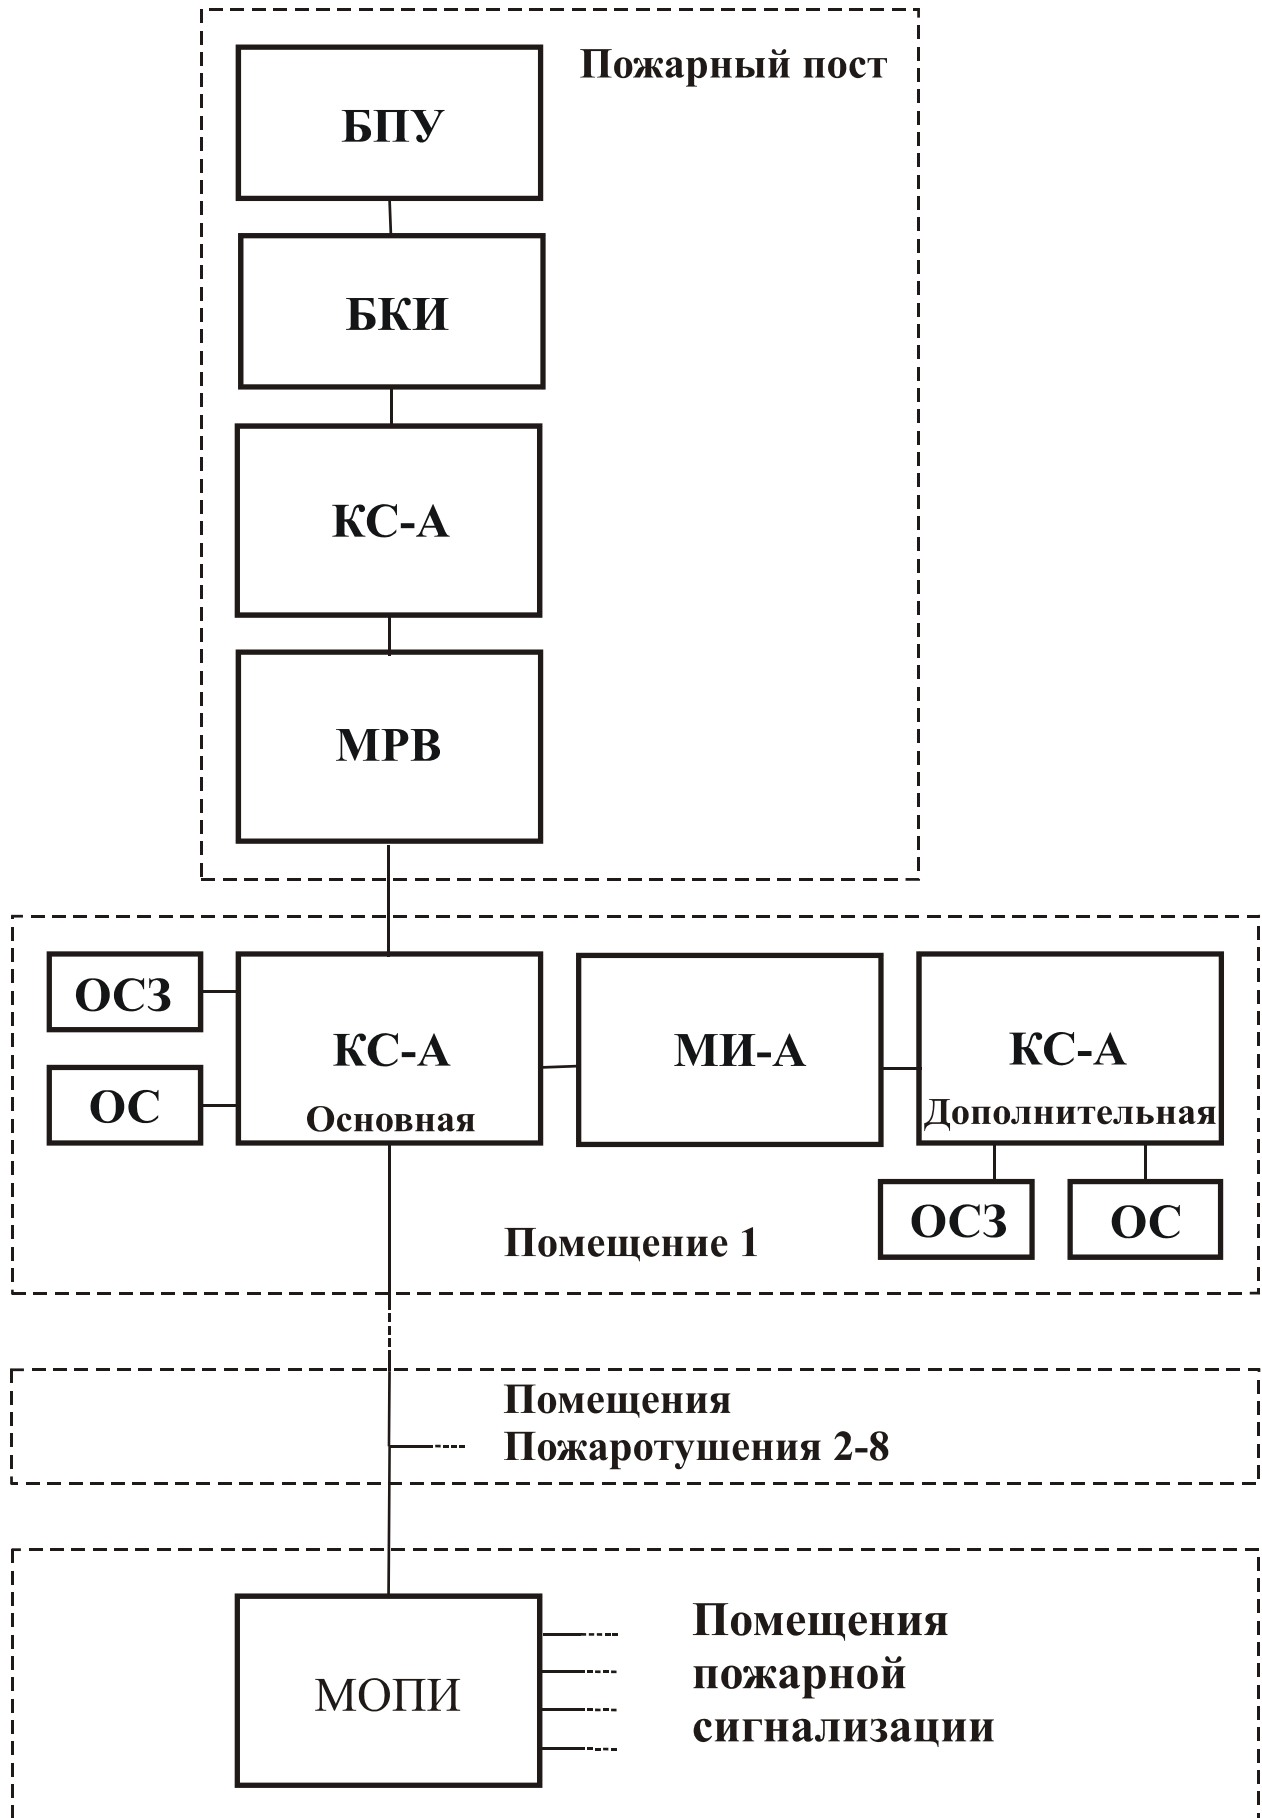 Пожарный пост
БПУ
БКИ
КС-А
МРВ
ОСЗ
ОС
КС-А
Основная
МИ-А
КС-А
Дополнительная
ОСЗ
ОС
Помещение 1
Помещения
Пожаротушения 2-8
МОПИ
Помещения
пожарной
сигнализации